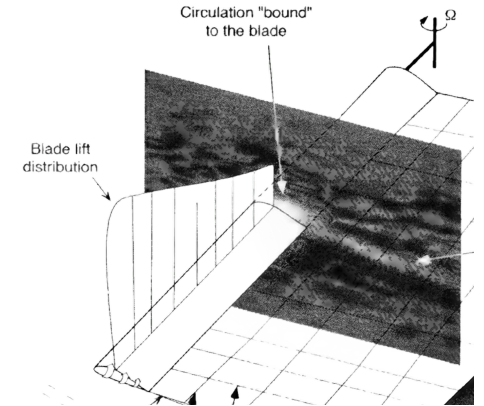 Circulation "bound"
to the blade
Ω
Blade lift
distribution